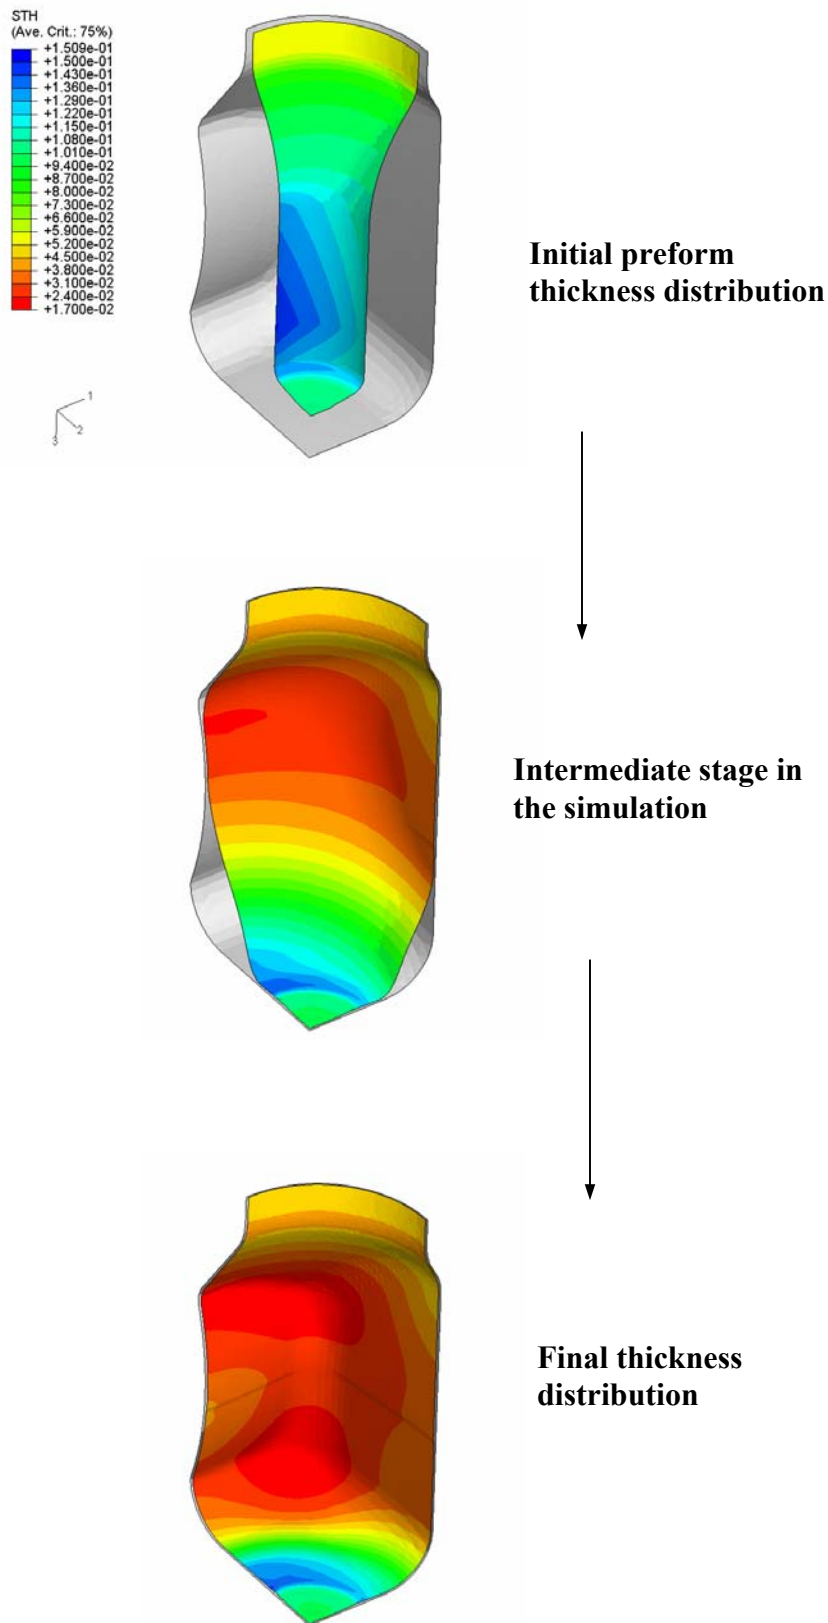 STH
(Ave. Crit.: 75%)
+1.509e-01
+1.500e-01
+1.430e-01
+1.360e-01
+1.290e-01
+1.220e-01
+1.150e-01
+1.080e-01
+1.010e-01
+9.400e-02
+8.700e-02
+8.000e-02
+7.300e-02
+6.600e-02
+5.900e-02
+5.200e-02
+4.500e-02
+3.800e-02
+3.100e-02
+2.400e-02
+1.700e-02
1
2
3
Initial preform
thickness distribution
Intermediate stage in
the simulation
Final thickness
distribution